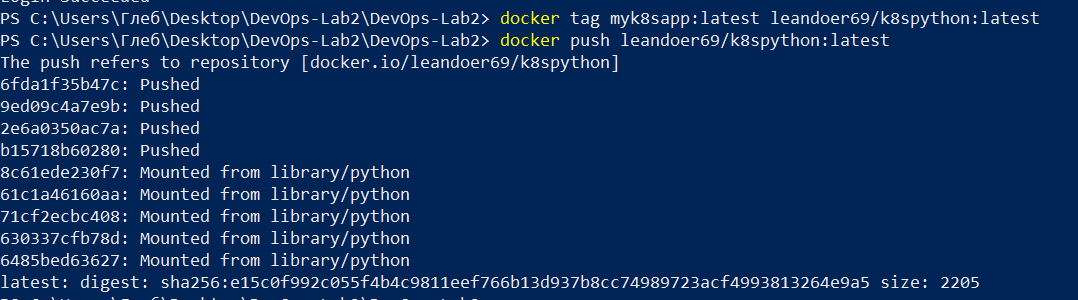 PS C:\Users\Глеб\Desktop\DevOps-Lab2\DevOps-Lab2> docker tag myk8sapp:latest leandoer69/k8spython:latest
PS C:\Users\Глеб\Desktop\DevOps-Lab2\DevOps-Lab2> docker push leandoer69/k8spython:latest
The push refers to repository [docker.io/leandoer69/k8spython]
6fda1f35b47c: Pushed
9ed09c4a7e9b: Pushed
2e6a0350ac7a: Pushed
b15718b60280: Pushed
8c61ede230f7: Mounted from library/python
61c1a46160aa: Mounted from library/python
71cf2ecbc408: Mounted from library/python
630337cfb78d: Mounted from library/python
6485bed63627: Mounted from library/python
latest: digest: sha256:e15c0f992c055f4b4c9811eef766b13d937b8cc74989723acf4993813264e9a5 size: 2205